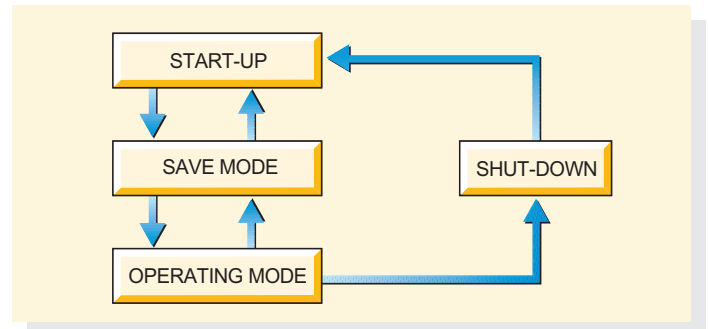 START-UP
SAVE MODE
SHUT-DOWN
OPERATING MODE